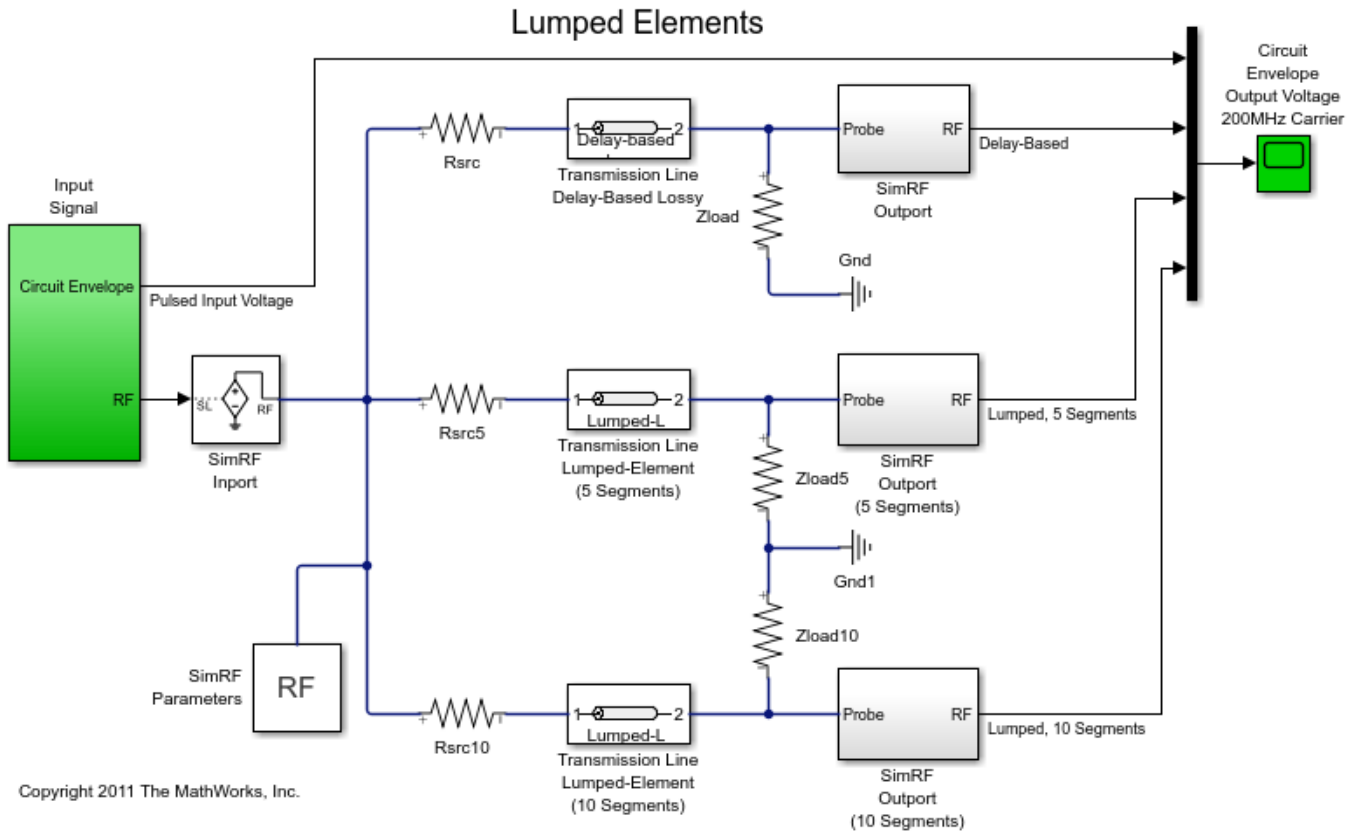 Lumped Elements
Circuit
Envelope
Output Voltage
200MHz Carrier
Input
Signal
Circuit Envelope
Pulsed Input Voltage
RF
SL
RF
SimRF
Inport
+
Rsrc
1
2
Delay-based
Transmission Line
Delay-Based Lossy
+
Zload
Gnd
Probe
RF
SimRF
Outport
Delay-Based
+
Rsrc5
1
2
Lumped-L
Transmission Line
Lumped-Element
(5 Segments)
+
Zload5
Gnd1
Probe
RF
SimRF
Outport
(5 Segments)
Lumped, 5 Segments
+
Zload10
SimRF
Parameters
RF
+
Rsrc10
1
2
Lumped-L
Transmission Line
Lumped-Element
(10 Segments)
Probe
RF
SimRF
Outport
(10 Segments)
Lumped, 10 Segments
Copyright 2011 The MathWorks, Inc.